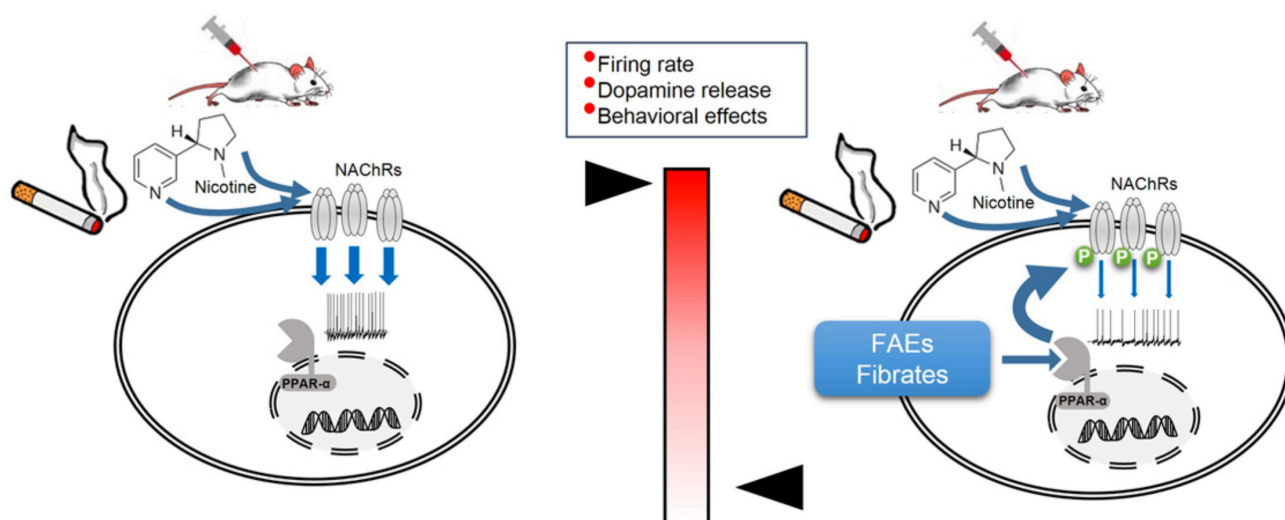 H
N
N
Nicotine
NAChRs
PPAR-α
Firing rate
Dopamine release
Behavioral effects
H
N
N
Nicotine
NAChRs
P
P
P
FAEs
Fibrates
PPAR-α